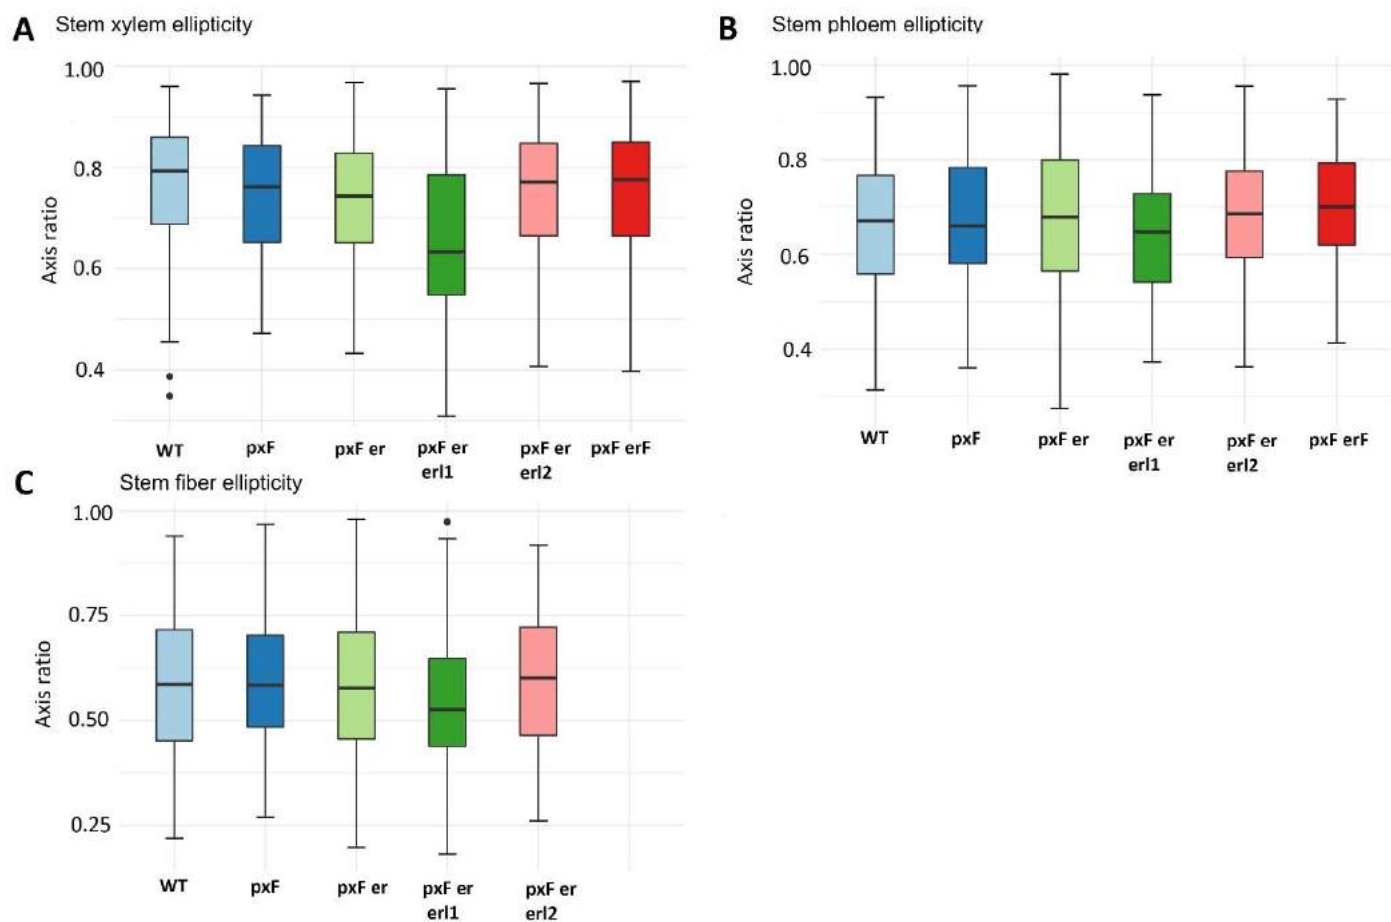 A Stem xylem ellipticity
1.00
0.8
0.6
0.4
Axis ratio
WT pxF pxF er pxF er erl1 pxF er erl2 pxF erF
B Stem phloem ellipticity
1.00
0.8
0.6
0.4
Axis ratio
WT pxF pxF er pxF er erl1 pxF er erl2 pxF erF
C Stem fiber ellipticity
1.00
0.75
0.50
0.25
Axis ratio
WT pxF pxF er pxF er erl1 pxF er erl2